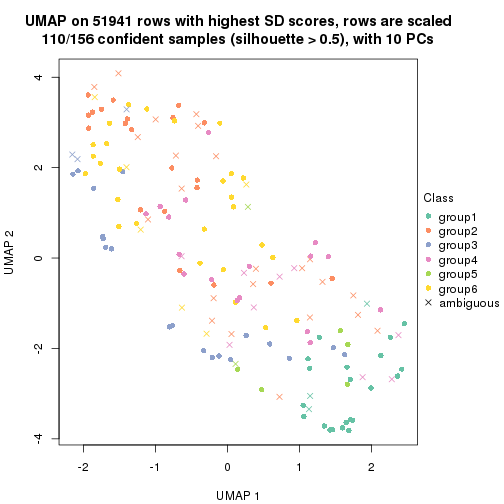 UMAP on 51941 rows with highest SD scores, rows are scaled
110/156 confident samples (silhouette > 0.5), with 10 PCs
4
2
0
-2
-4
UMAP 2
-2
-1
0
1
2
UMAP 1
Class
group1
group2
group3
group4
group5
group6
ambiguous